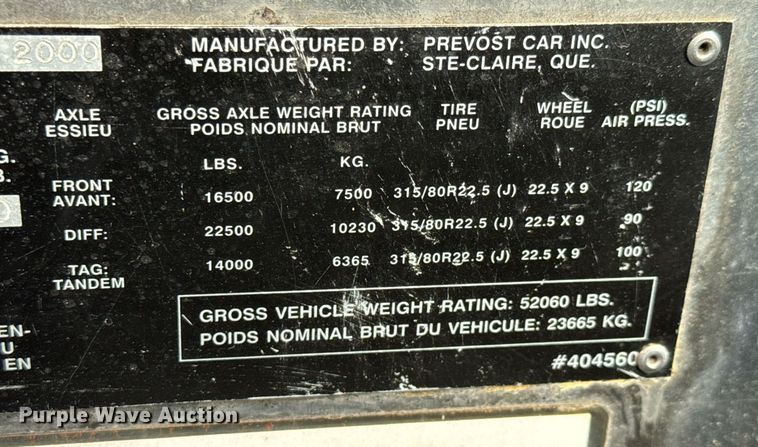 2000
MANUFACTURED BY: PREVOST CAR INC.
FABRIQUE PAR: STE-CLAIRE, QUE.
AXLE GROSS AXLE WEIGHT RATING TIRE WHEEL (PSI)
ESSIEU POIDS NOMINAL BRUT PNEU ROUE AIR PRESS.
LBS. KG.
G.
B.
FRONT
AVANT: 16500 7500 315/80R22.5 (J) 22.5 X 9 120
DIFF: 22500 10230 315/80R22.5 (J) 22.5 X 9 90
TAG: 14000 6365 315/80R22.5 (J) 22.5 X 9 100
TANDEM
GROSS VEHICLE WEIGHT RATING: 52060 LBS.
POIDS NOMINAL BRUT DU VEHICULE: 23665 KG.
EN-
U
EN
#404560
Purple Wave Auction